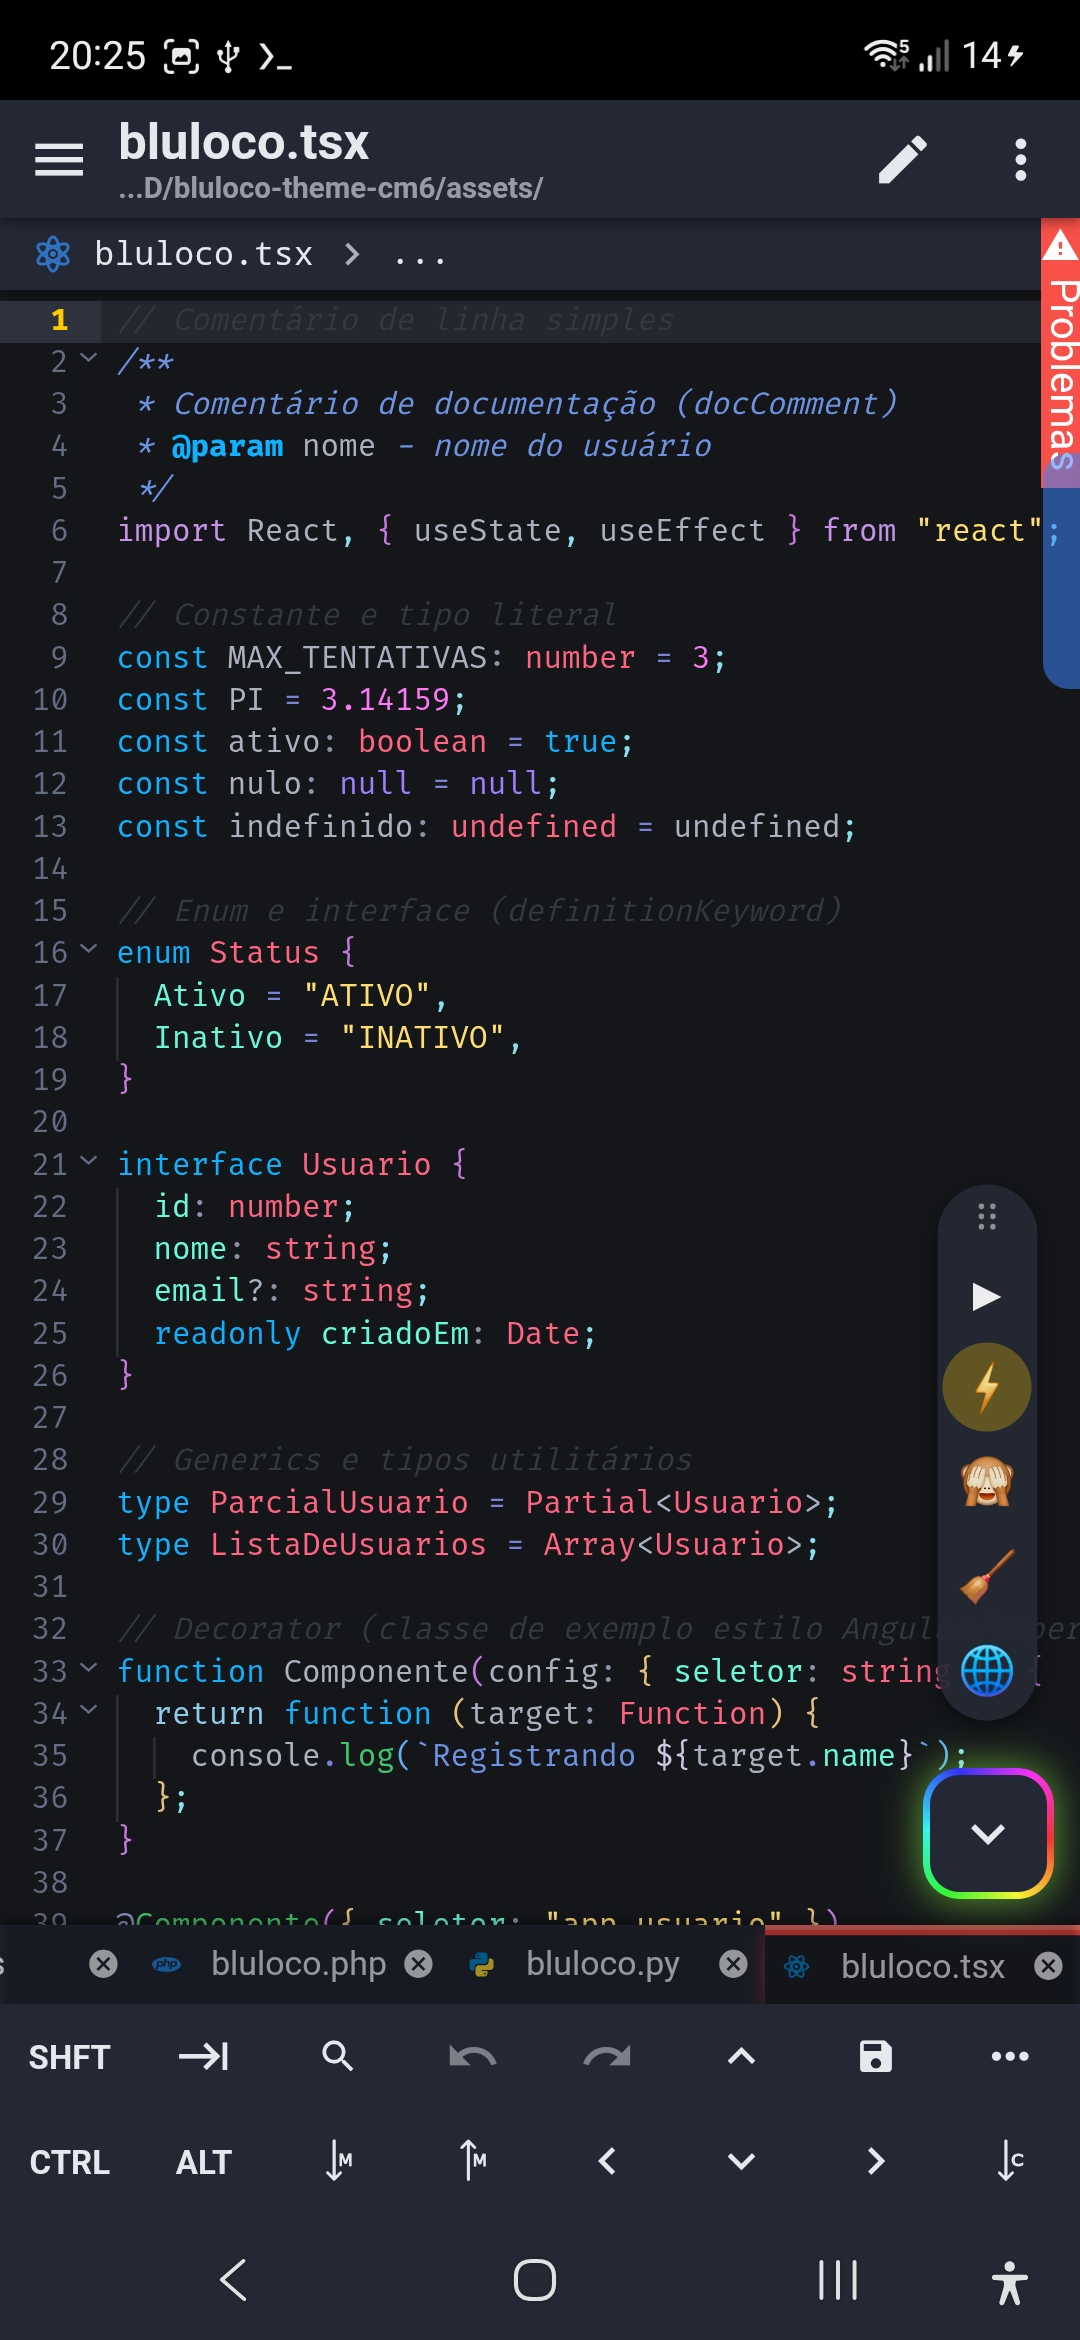 20:25
5
14
bluloco.tsx
...D/bluloco-theme-cm6/assets/
bluloco.tsx > ...
Problemas
1 // Comentário de linha simples
2 /**
3 * Comentário de documentação (docComment)
4 * @param nome - nome do usuário
5 */
6 import React, { useState, useEffect } from "react";
7
8 // Constante e tipo literal
9 const MAX_TENTATIVAS: number = 3;
10 const PI = 3.14159;
11 const ativo: boolean = true;
12 const nulo: null = null;
13 const indefinido: undefined = undefined;
14
15 // Enum e interface (definitionKeyword)
16 enum Status {
17 Ativo = "ATIVO",
18 Inativo = "INATIVO",
19 }
20
21 interface Usuario {
22 id: number;
23 nome: string;
24 email?: string;
25 readonly criadoEm: Date;
26 }
27
28 // Generics e tipos utilitários
29 type ParcialUsuario = Partial<Usuario>;
30 type ListaDeUsuarios = Array<Usuario>;
31
32 // Decorator (classe de exemplo estilo Angul
33 function Componente(config: { seletor: string {
34 return function (target: Function) {
35 console.log(`Registrando ${target.name}`);
36 };
37 }
38
39 @Componente({ seletor: "app-usuario" })
s
php bluloco.php
bluloco.py
bluloco.tsx
SHFT
CTRL ALT M M C